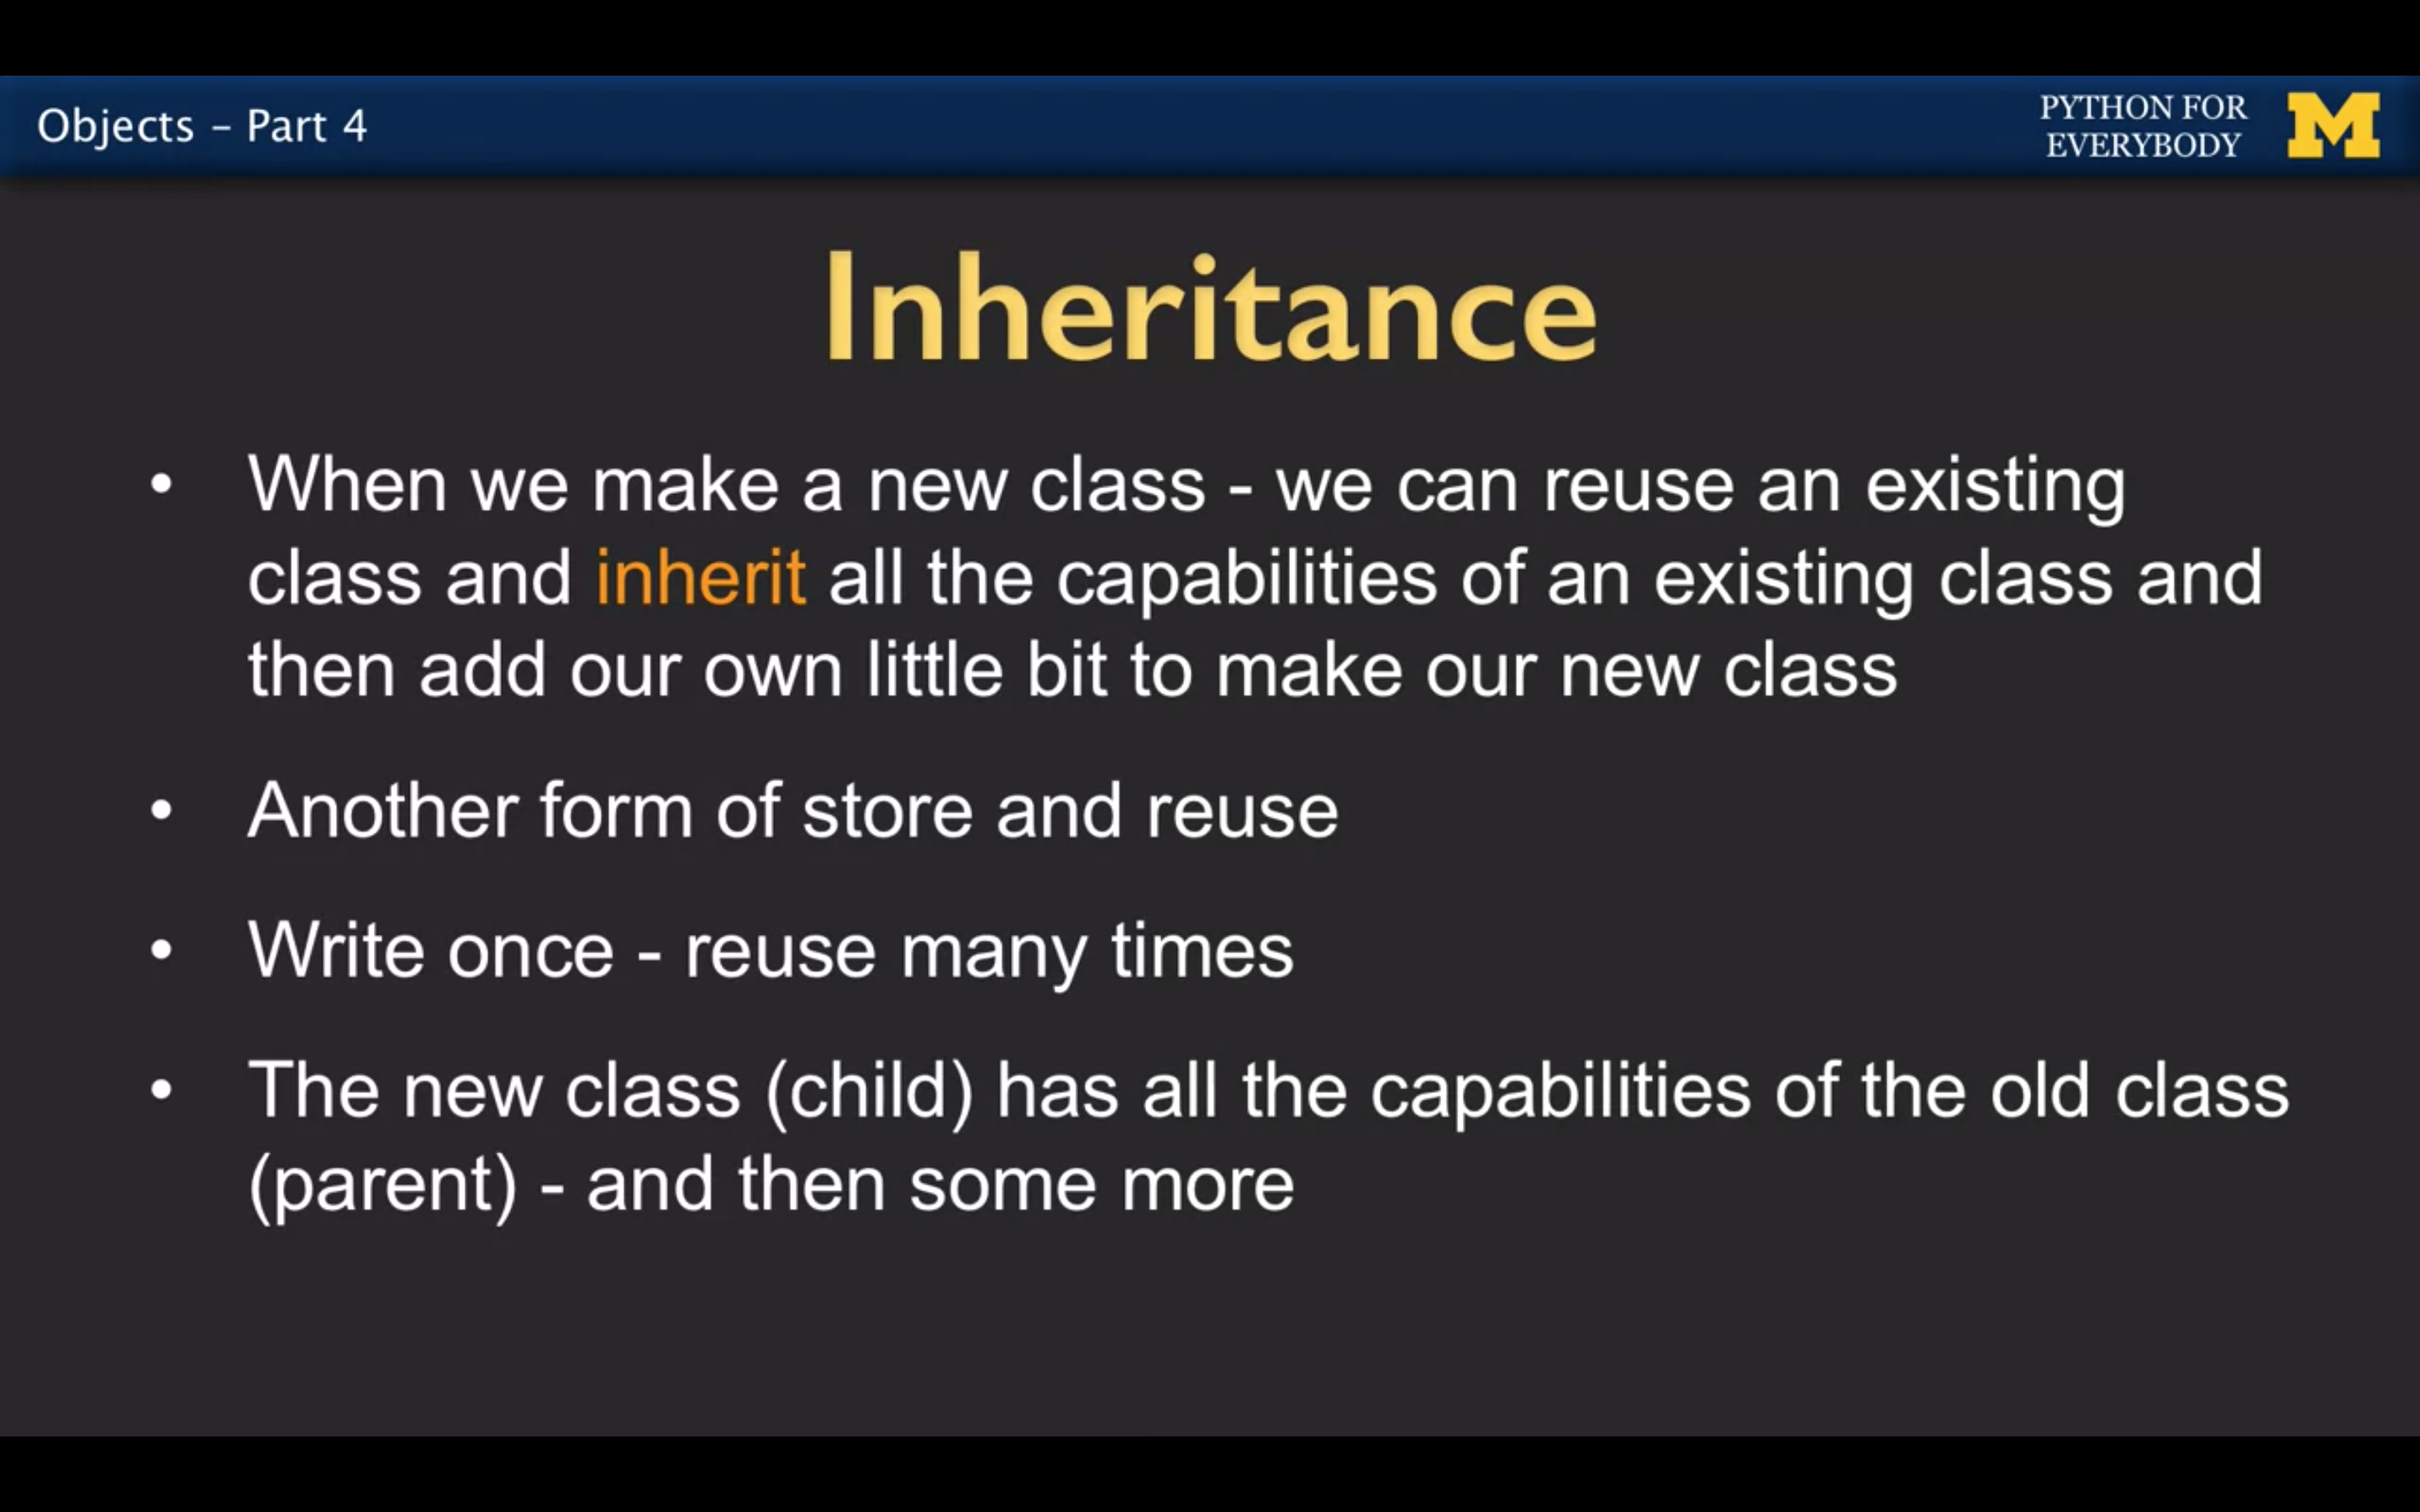 Objects – Part 4
PYTHON FOR
EVERYBODY
M
Inheritance
• When we make a new class - we can reuse an existing
class and inherit all the capabilities of an existing class and
then add our own little bit to make our new class
• Another form of store and reuse
• Write once - reuse many times
• The new class (child) has all the capabilities of the old class
(parent) - and then some more